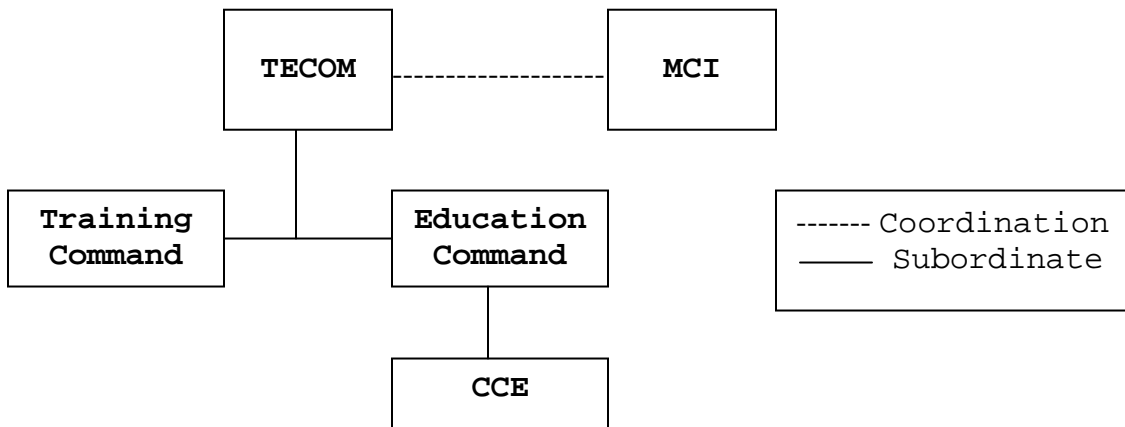 TECOM
MCI
Training
Command
Education
Command
Coordination
Subordinate
CCE